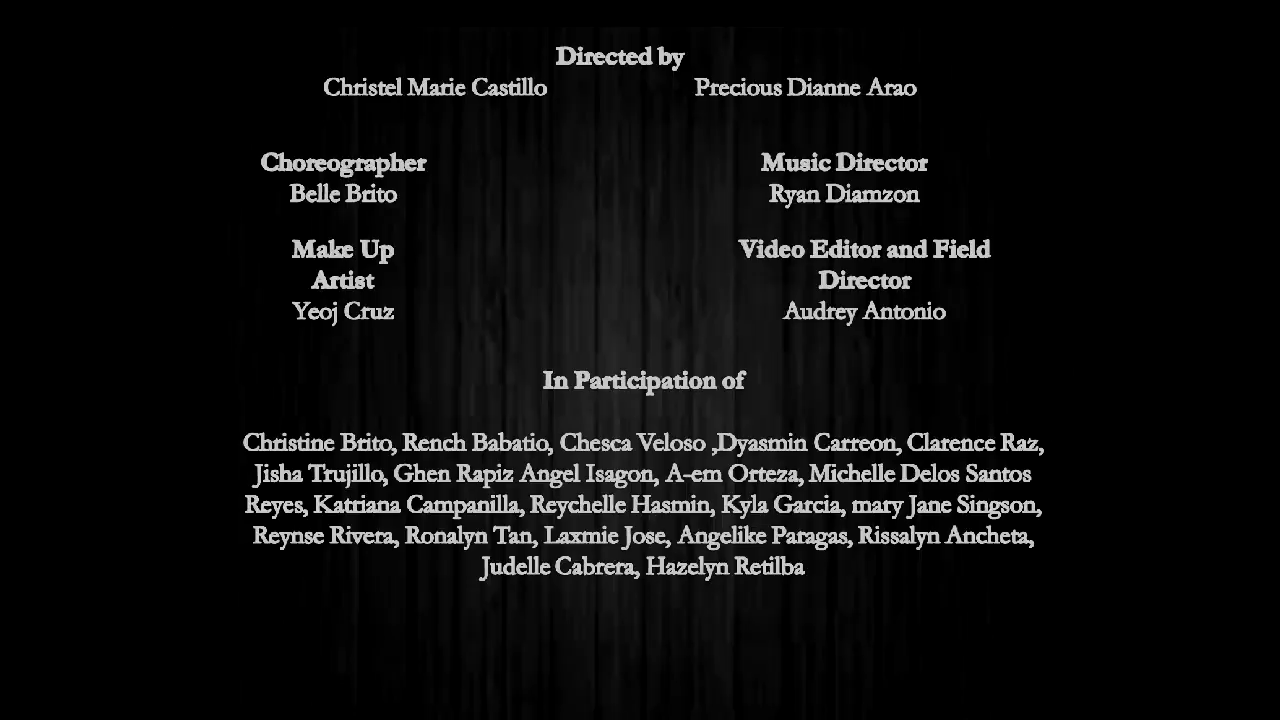 Directed by
Christel Marie Castillo Precious Dianne Arao
Choreographer Music Director
Belle Brito Ryan Diamzon
Make Up Video Editor and Field
Artist Director
Yeoj Cruz Audrey Antonio
In Participation of
Christine Brito, Rench Babatio, Chesca Veloso ,Dyasmin Carreon, Clarence Raz,
Jisha Trujillo, Ghen Rapiz Angel Isagon, A-em Orteza, Michelle Delos Santos
Reyes, Katriana Campanilla, Reychelle Hasmin, Kyla Garcia, mary Jane Singson,
Reynse Rivera, Ronalyn Tan, Laxmie Jose, Angelike Paragas, Rissalyn Ancheta,
Judelle Cabrera, Hazelyn Retilba